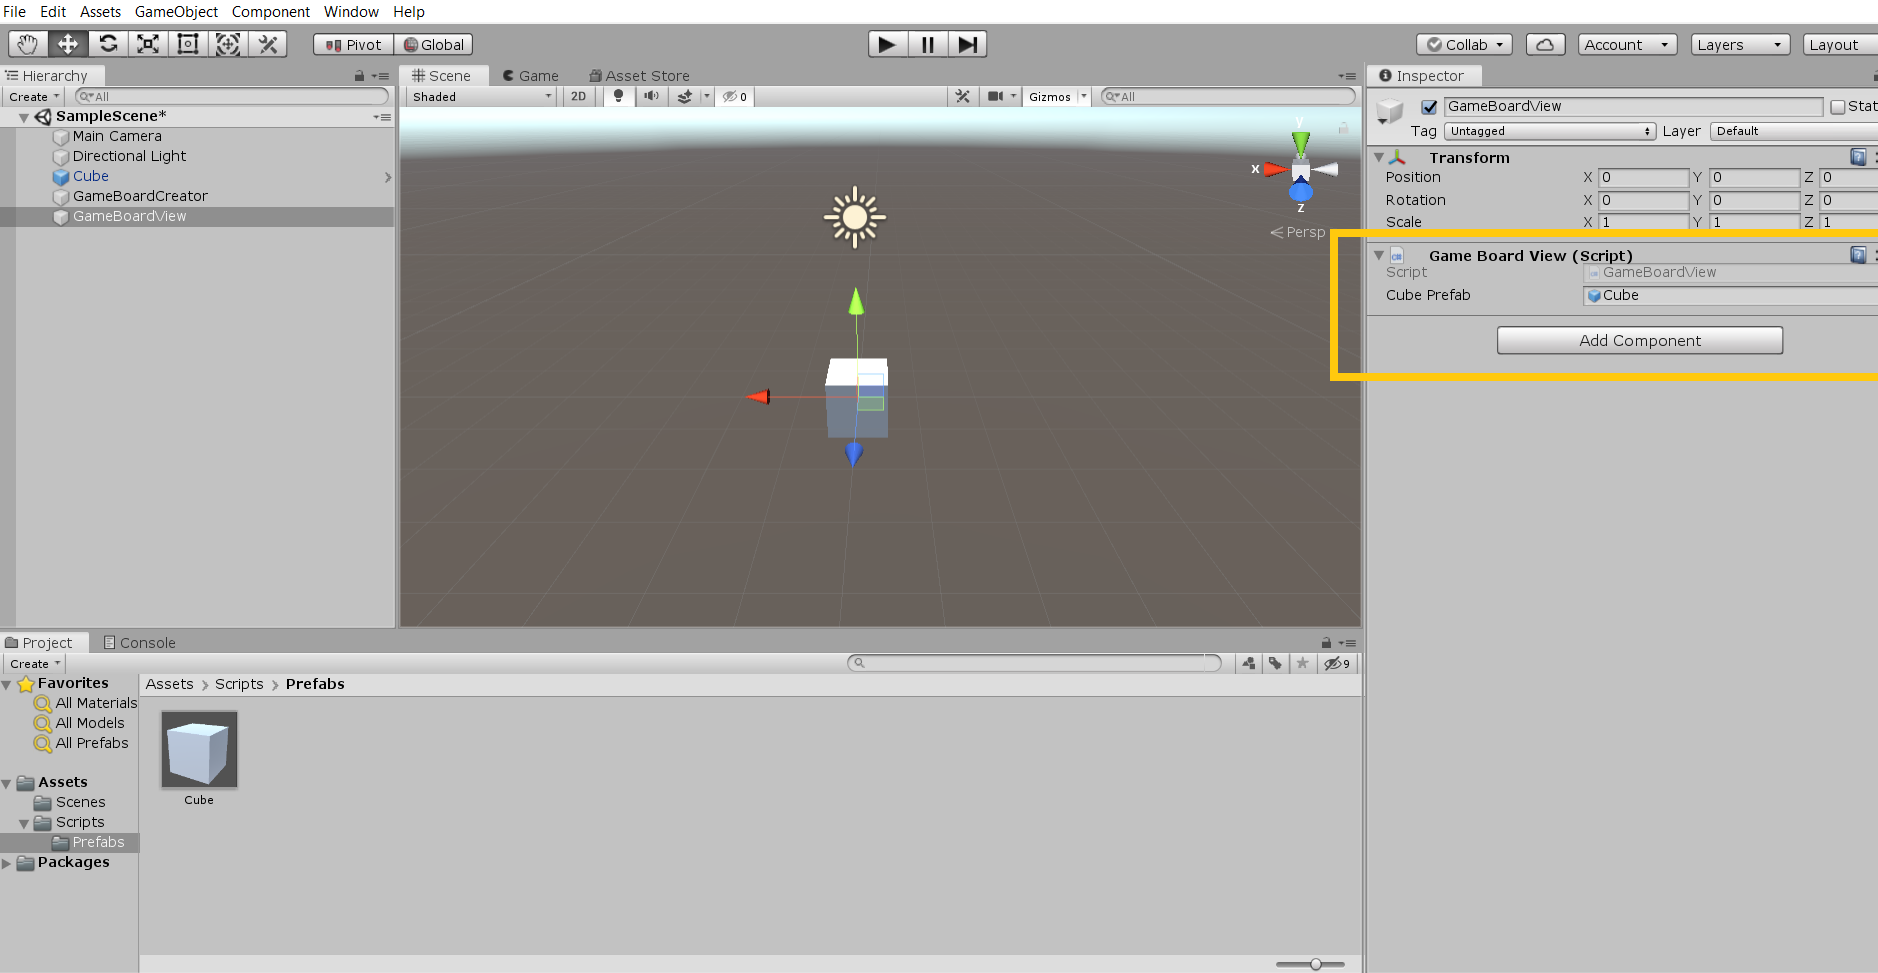 File Edit Assets GameObject Component Window Help
Pivot Global Collab Account Layers Layout
Hierarchy
Create All
SampleScene*
Main Camera
Directional Light
Cube
GameBoardCreator
GameBoardView
Scene Game Asset Store
Shaded 2D 0 Gizmos All
y
x
z
Persp
Inspector
GameBoardView Stat
Tag Untagged Layer Default
Transform
Position X 0 Y 0 Z 0
Rotation X 0 Y 0 Z 0
Scale X 1 Y 1 Z 1
Game Board View (Script)
Script GameBoardView
Cube Prefab Cube
Add Component
Project Console
Create 9
Favorites
All Materials
All Models
All Prefabs
Assets
Scenes
Scripts
Prefabs
Packages
Assets > Scripts > Prefabs
Cube